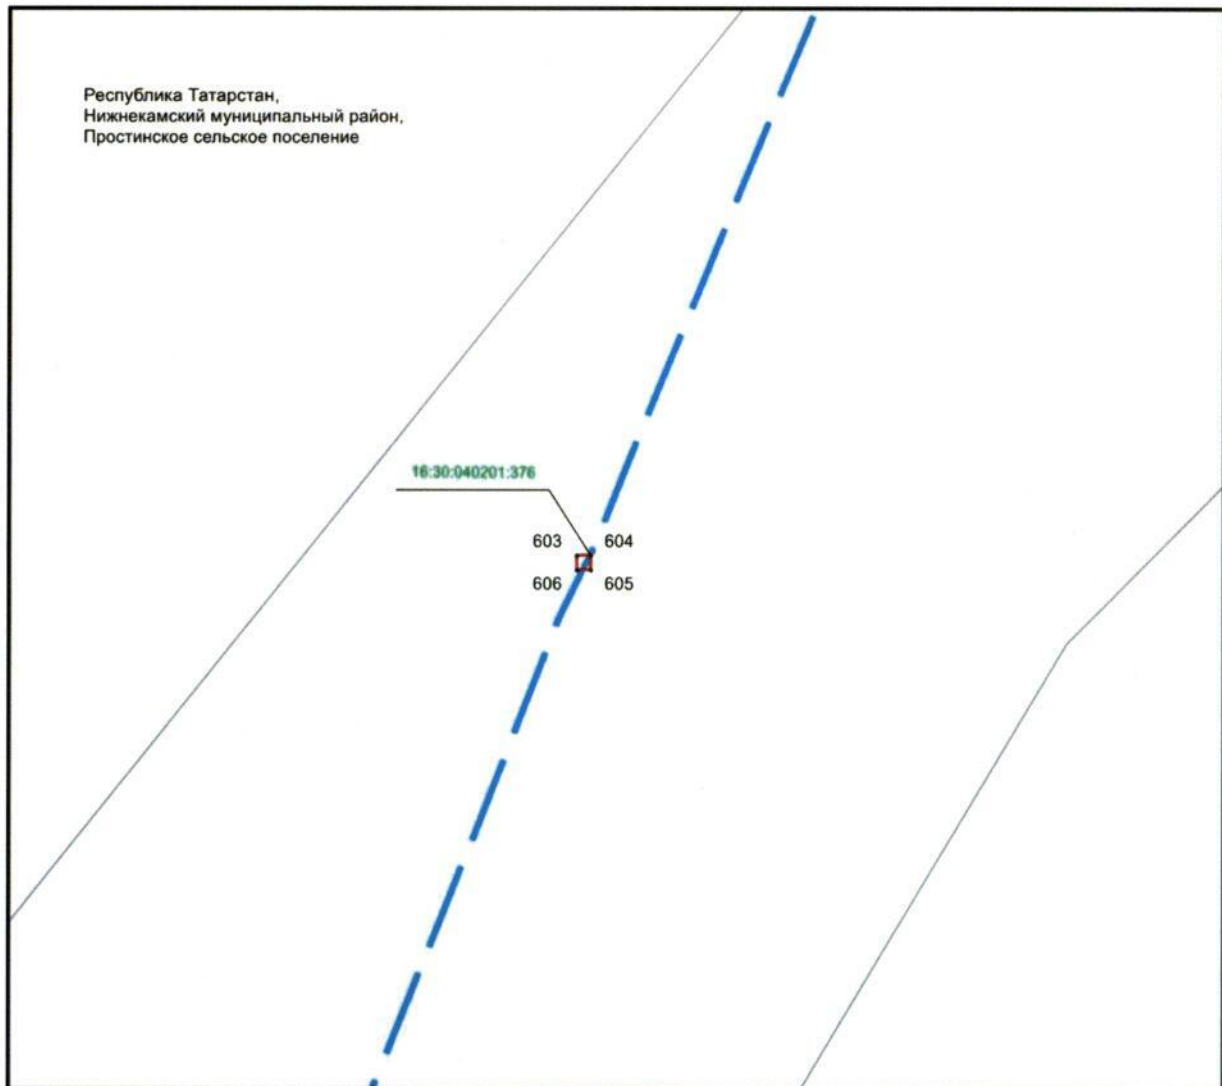 Республика Татарстан,
Нижнекамский муниципальный район,
Простинское сельское поселение
16:30:040201:376
603 604
606 605